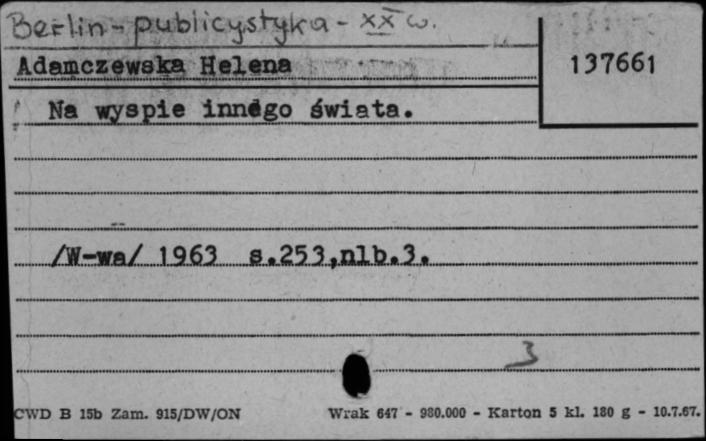 Berlin - publicystyka - XX w.
Adamczewska Helena
137661
Na wyspie innego świata.
/W-wa/ 1963 s.253,nlb.3.
3
CWD B 15b Zam. 915/DW/ON Wrak 647 - 980.000 - Karton 5 kl. 180 g - 10.7.67.